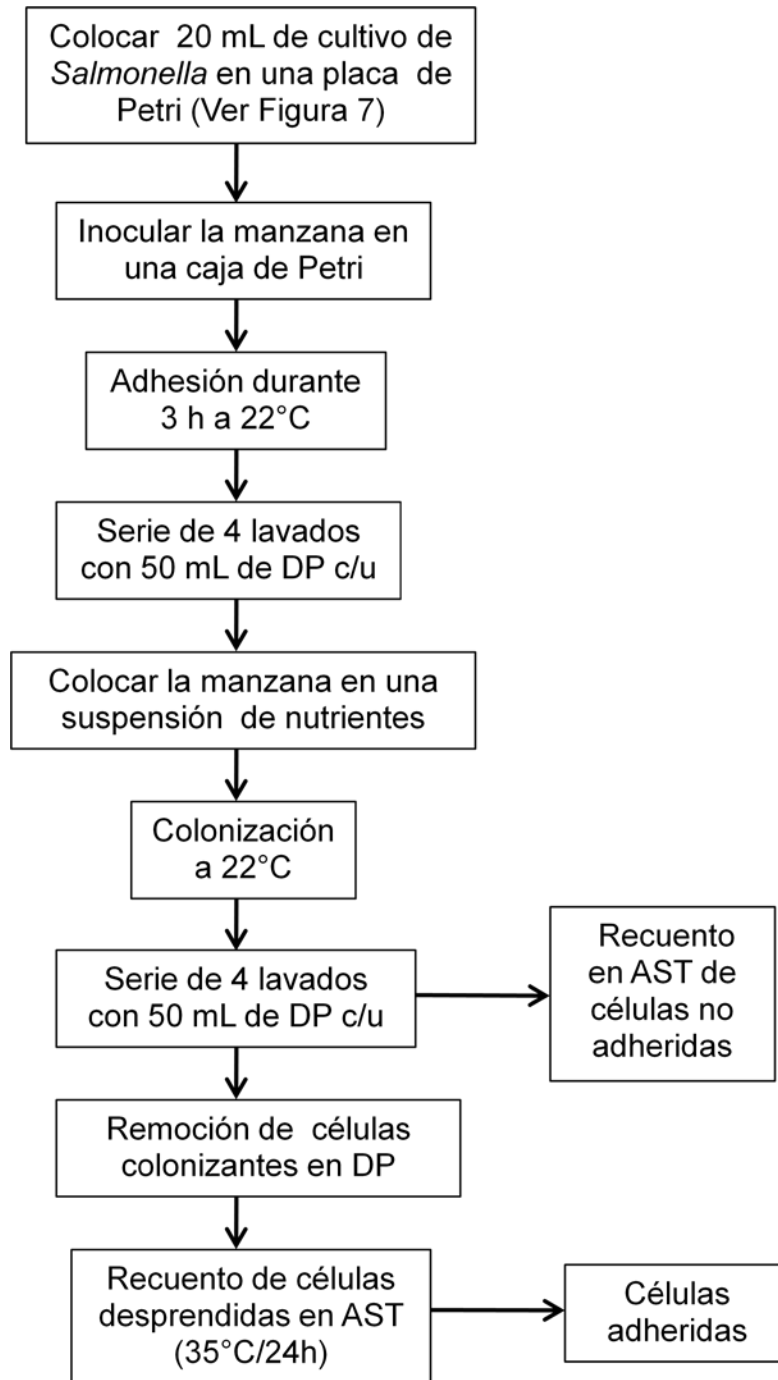 Colocar 20 mL de cultivo de
Salmonella en una placa de
Petri (Ver Figura 7)
Inocular la manzana en
una caja de Petri
Adhesión durante
3 h a 22°C
Serie de 4 lavados
con 50 mL de DP c/u
Colocar la manzana en una
suspensión de nutrientes
Colonización
a 22°C
Serie de 4 lavados
con 50 mL de DP c/u
Recuento
en AST de
células no
adheridas
Remoción de células
colonizantes en DP
Recuento de células
desprendidas en AST
(35°C/24h)
Células
adheridas